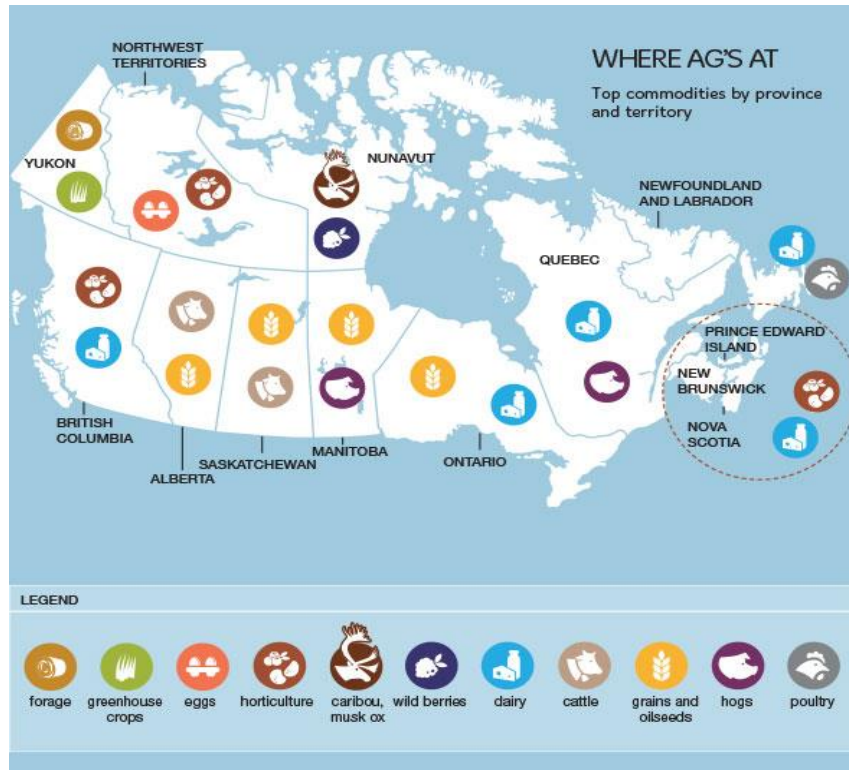 WHERE AG'S AT
Top commodities by province
and territory
NORTHWEST
TERRITORIES
YUKON
NUNAVUT
NEWFOUNDLAND
AND LABRADOR
QUEBEC
PRINCE EDWARD
ISLAND
NEW
BRUNSWICK
NOVA
SCOTIA
BRITISH
COLUMBIA
ALBERTA
SASKATCHEWAN
MANITOBA
ONTARIO
LEGEND
forage
greenhouse
crops
eggs
horticulture
caribou,
musk ox
wild berries
dairy
cattle
grains and
oilseeds
hogs
poultry